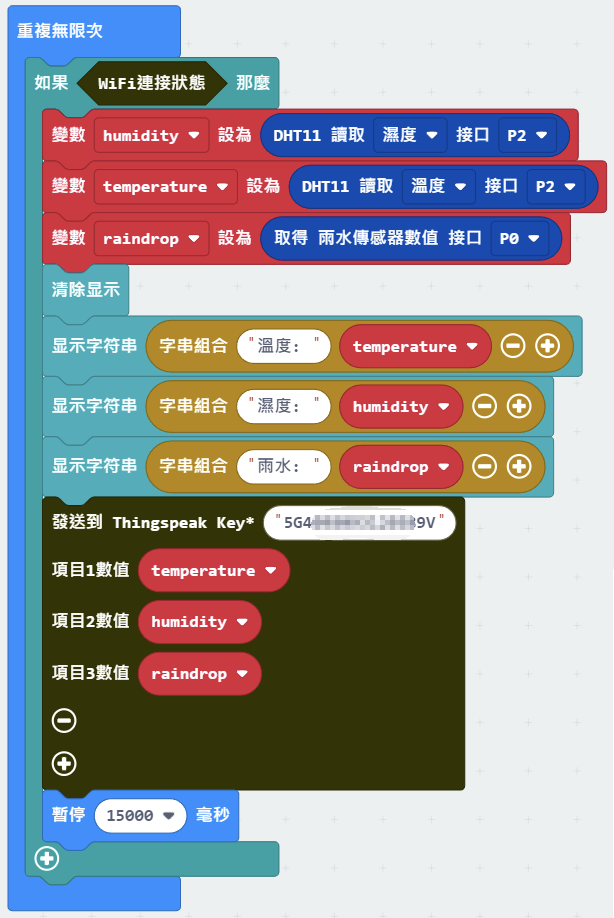 重複無限次
如果 WiFi連接狀態 那麼
變數 humidity 設為 DHT11 讀取 濕度 接口 P2
變數 temperature 設為 DHT11 讀取 溫度 接口 P2
變數 raindrop 設為 取得 雨水傳感器數值 接口 P0
清除显示
显示字符串 字串組合 "溫度: " temperature
显示字符串 字串組合 "濕度: " humidity
显示字符串 字串組合 "雨水: " raindrop
發送到 Thingspeak Key* "5G4 9V"
項目1數值 temperature
項目2數值 humidity
項目3數值 raindrop
暫停 15000 毫秒